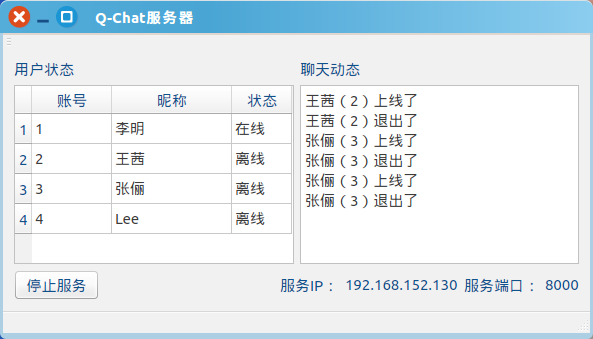 Q-Chat服务器
用户状态
账号 昵称 状态
1 1 李明 在线
2 2 王茜 离线
3 3 张俪 离线
4 4 Lee 离线
聊天动态
王茜（2）上线了
王茜（2）退出了
张俪（3）上线了
张俪（3）退出了
张俪（3）上线了
张俪（3）退出了
停止服务
服务IP： 192.168.152.130 服务端口： 8000